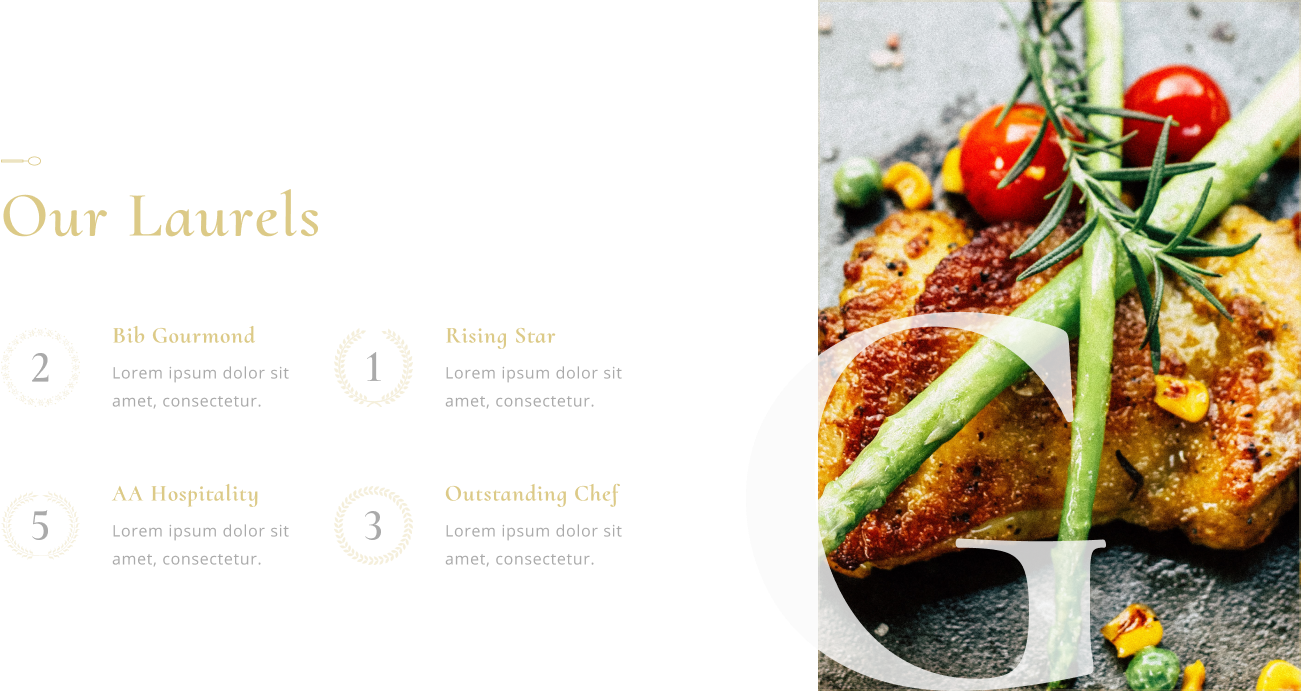 Our Laurels
2
Bib Gourmond
Lorem ipsum dolor sit
amet, consectetur.
1
Rising Star
Lorem ipsum dolor sit
amet, consectetur.
5
AA Hospitality
Lorem ipsum dolor sit
amet, consectetur.
3
Outstanding Chef
Lorem ipsum dolor sit
amet, consectetur.
G